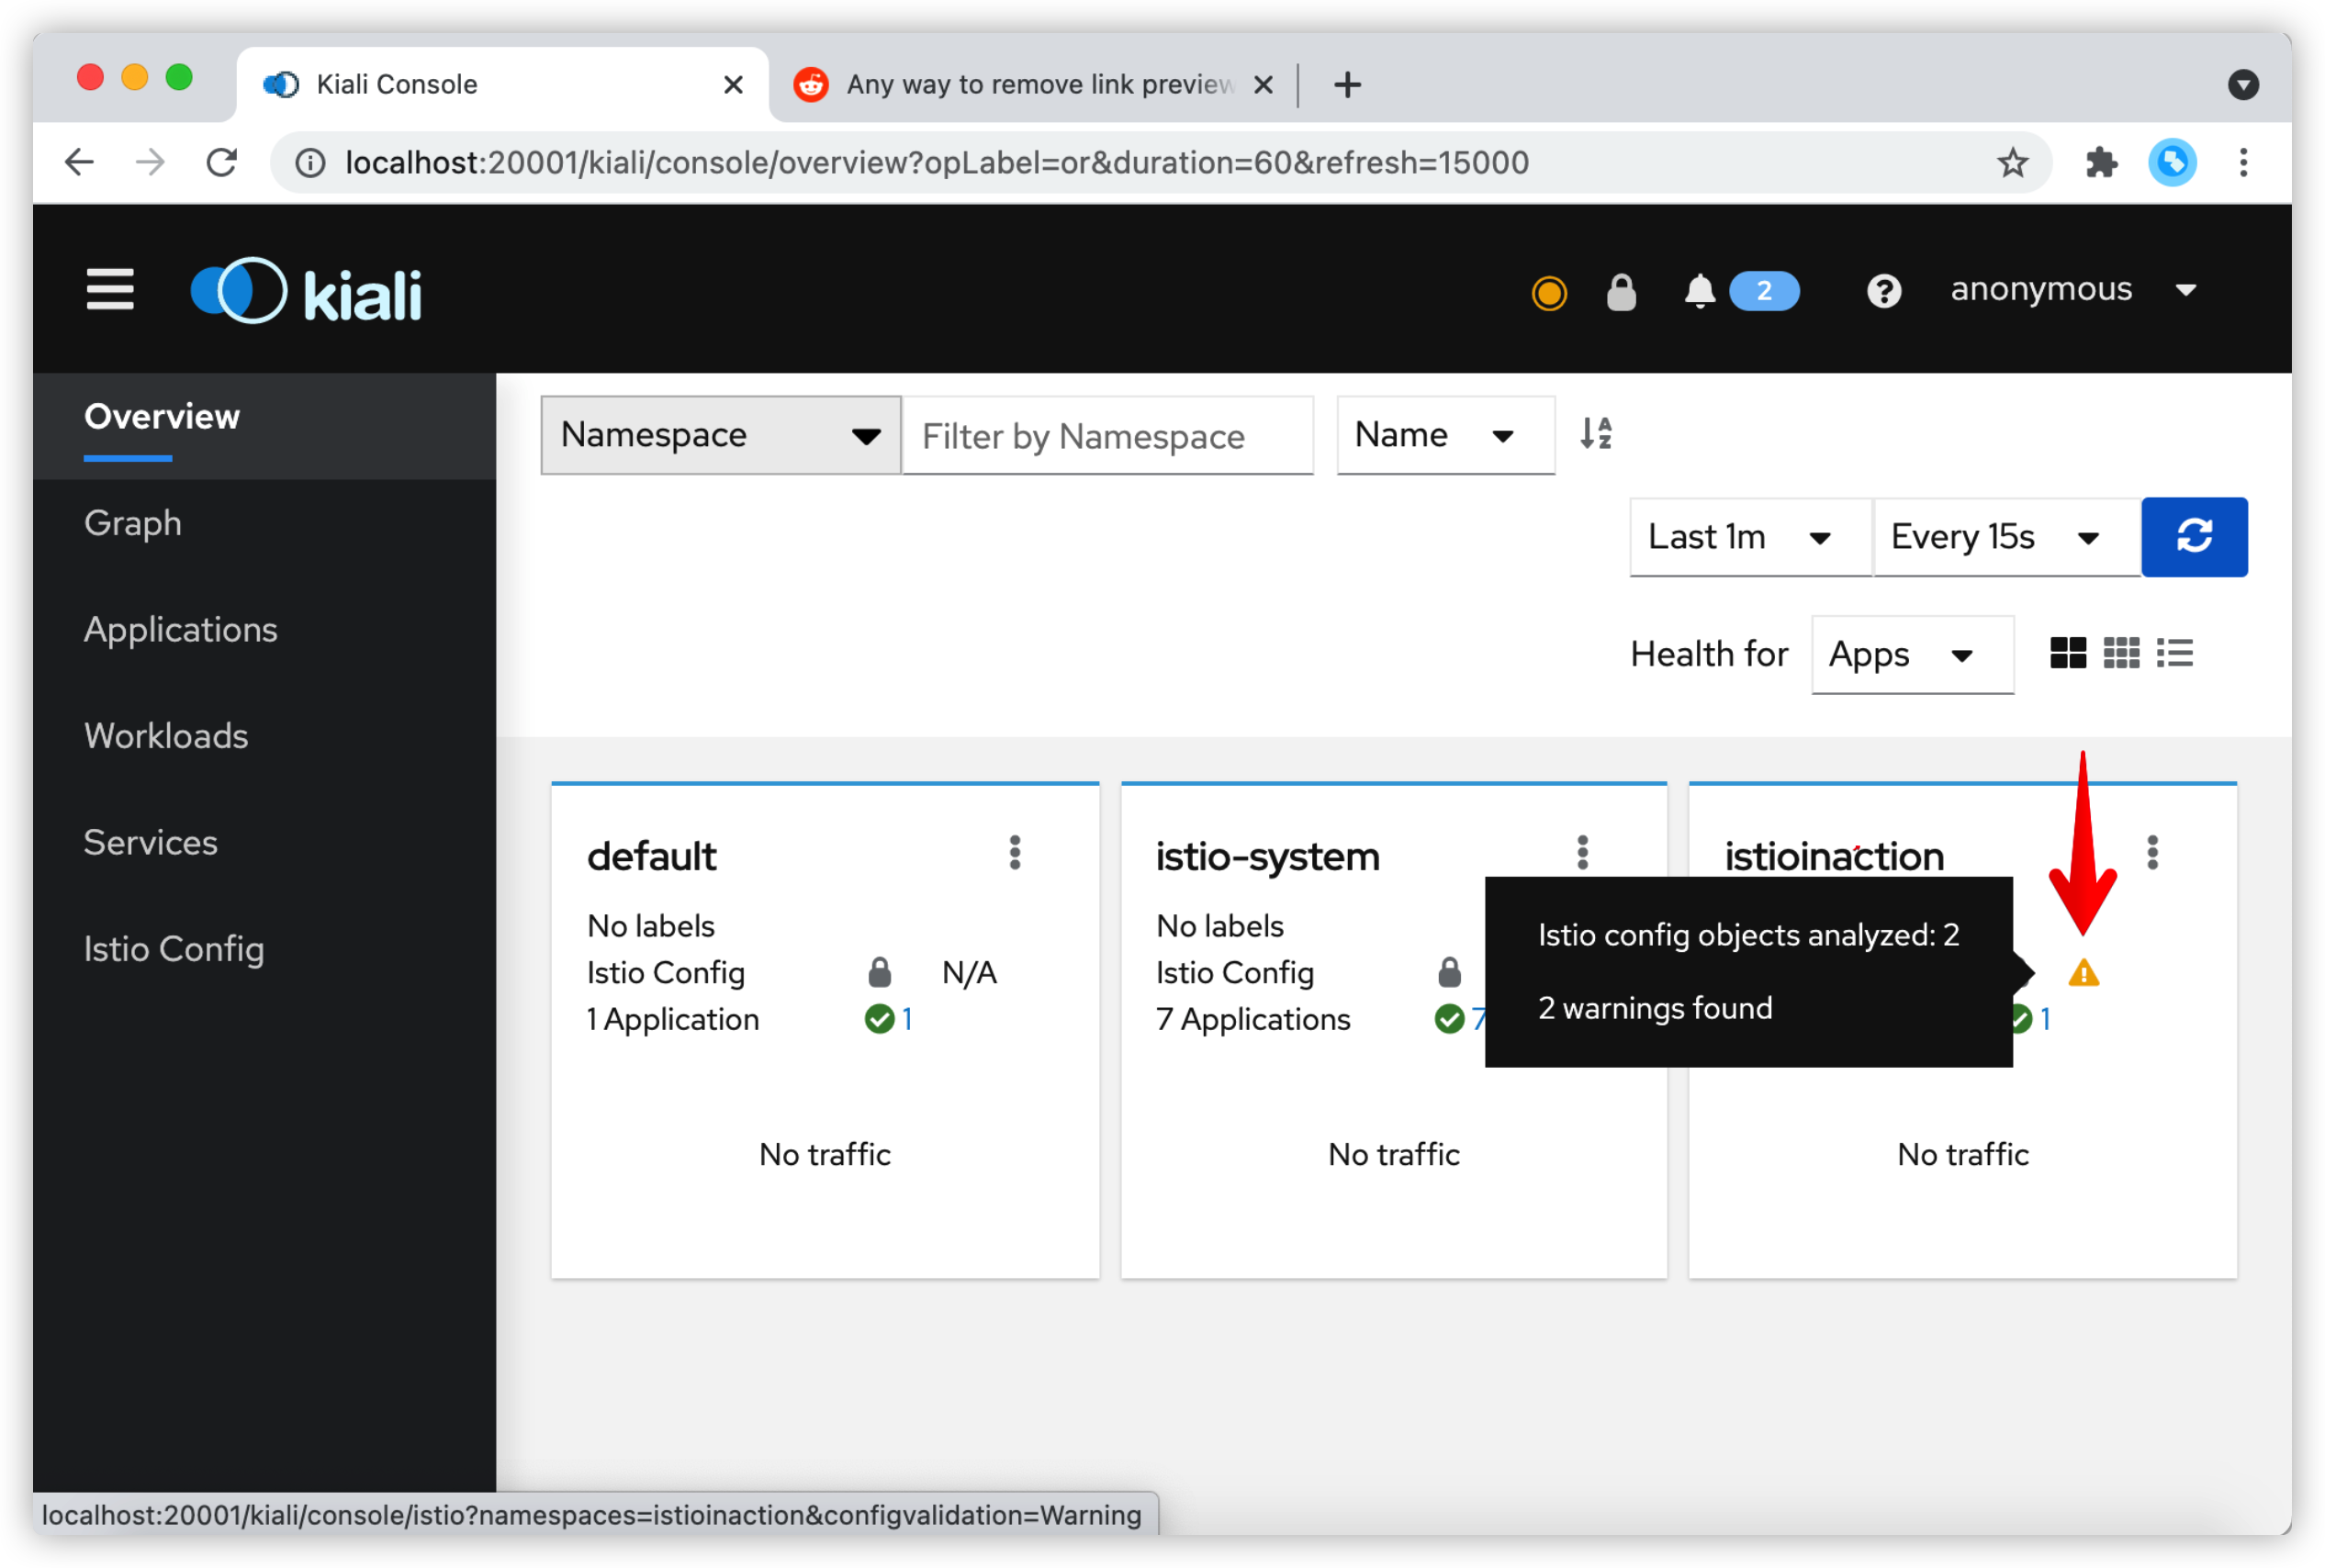 Kiali Console
Any way to remove link preview
localhost:20001/kiali/console/overview?opLabel=or&duration=60&refresh=15000
kiali
2
anonymous
Overview
Graph
Applications
Workloads
Services
Istio Config
Namespace
Filter by Namespace
Name
Last 1m
Every 15s
Health for
Apps
default
No labels
Istio Config N/A
1 Application 1
No traffic
istio-system
No labels
Istio Config
7 Applications 7
No traffic
istioinaction
Istio config objects analyzed: 2
2 warnings found
1
No traffic
localhost:20001/kiali/console/istio?namespaces=istioinaction&configvalidation=Warning